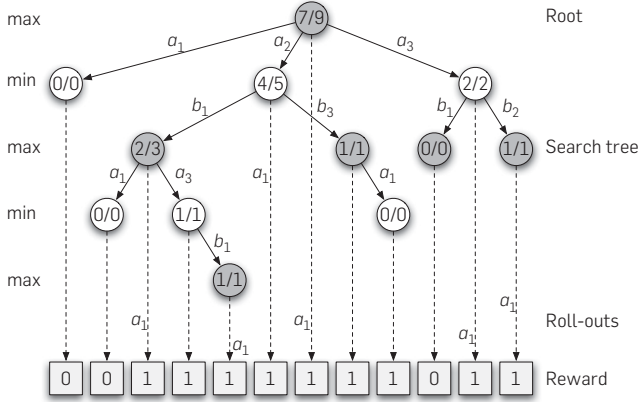 max 7/9 Root
a1 a2 a3
min 0/0 4/5 2/2
b1 b3 b1 b2
max 2/3 1/1 0/0 1/1 Search tree
a1 a3 a1 a1
min 0/0 1/1 0/0
b1
max 1/1
a1 a1 a1 a1 a1 Roll-outs
0 0 1 1 1 1 1 1 1 0 1 1 Reward